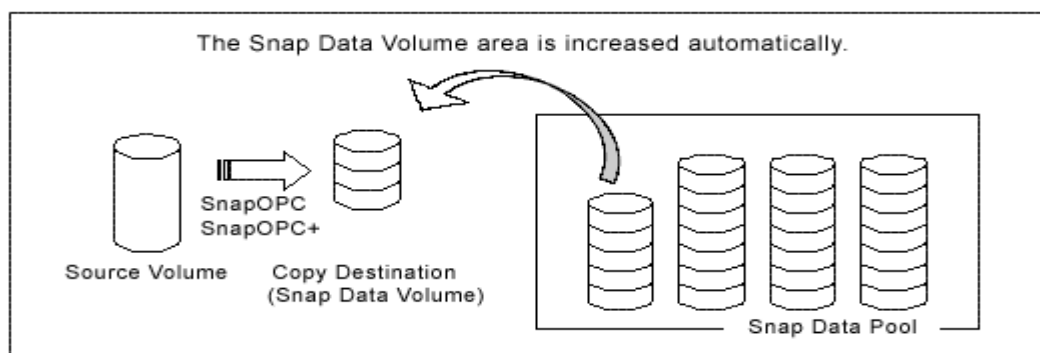 The Snap Data Volume area is increased automatically.
SnapOPC
SnapOPC+
Source Volume
Copy Destination
(Snap Data Volume)
Snap Data Pool